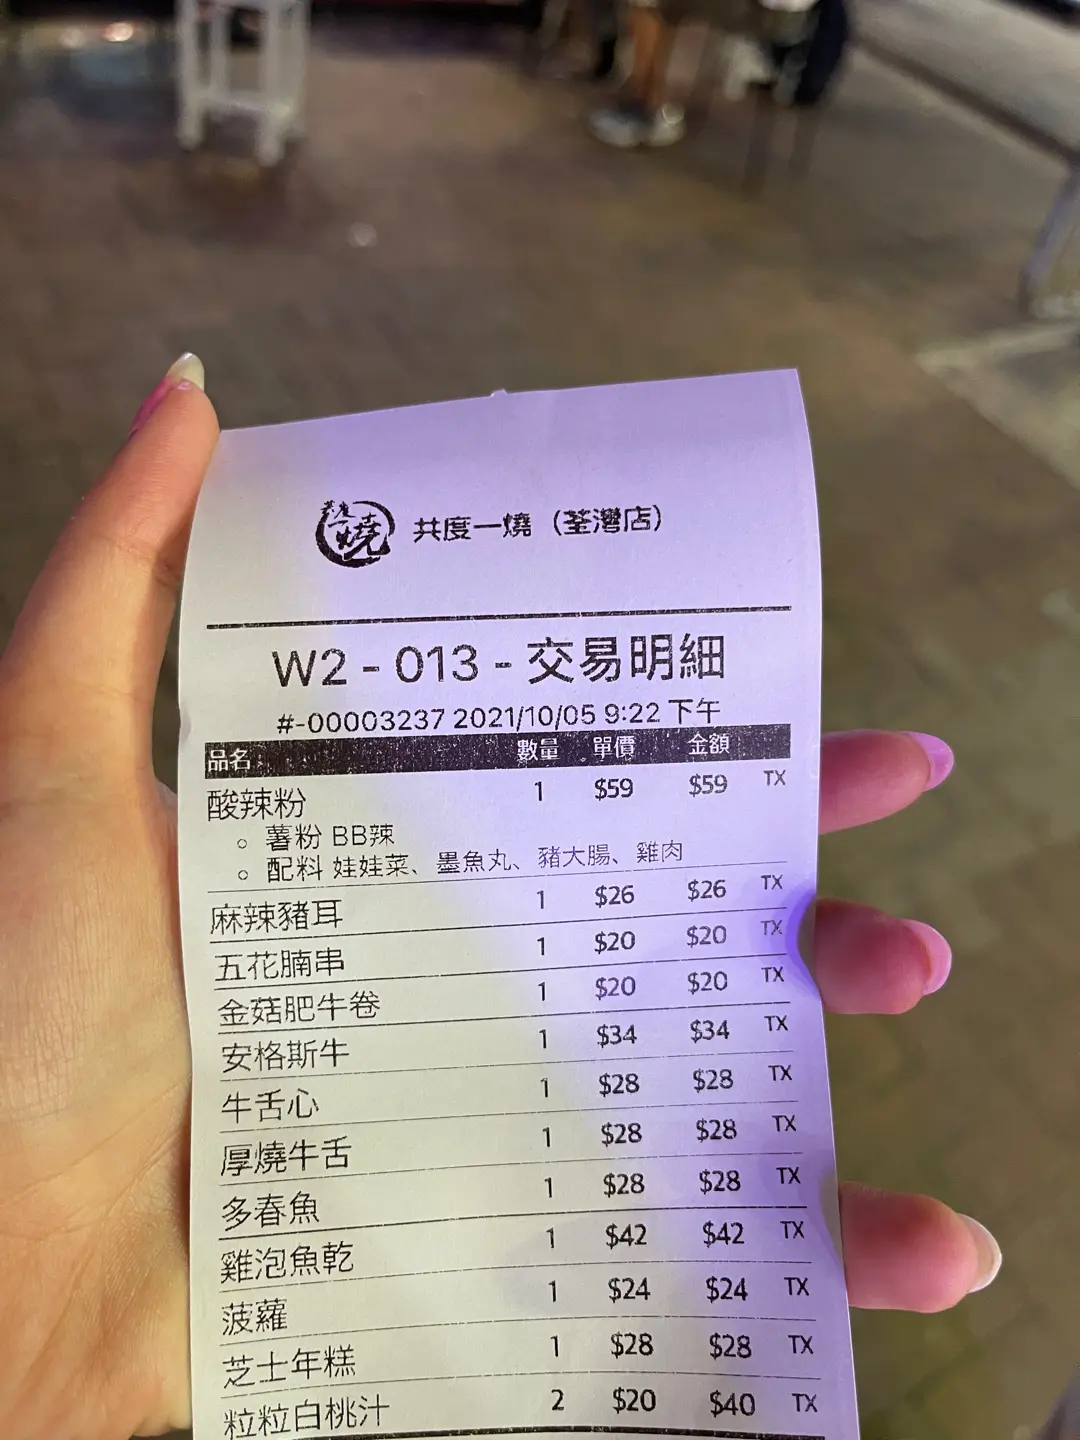 共度
一燒
共度一燒（荃灣店）
W2 - 013 - 交易明細
#-00003237 2021/10/05 9:22 下午
品名 數量 單價 金額
酸辣粉 1 $59 $59 TX
。 薯粉 BB辣
。 配料 娃娃菜、墨魚丸、豬大腸、雞肉
麻辣豬耳 1 $26 $26 TX
五花腩串 1 $20 $20 TX
金菇肥牛卷 1 $20 $20 TX
安格斯牛 1 $34 $34 TX
牛舌心 1 $28 $28 TX
厚燒牛舌 1 $28 $28 TX
多春魚 1 $28 $28 TX
雞泡魚乾 1 $42 $42 TX
菠蘿 1 $24 $24 TX
芝士年糕 1 $28 $28 TX
粒粒白桃汁 2 $20 $40 TX